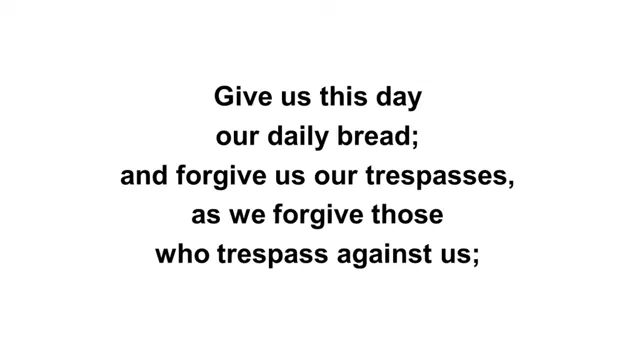 Give us this day
our daily bread;
and forgive us our trespasses,
as we forgive those
who trespass against us;